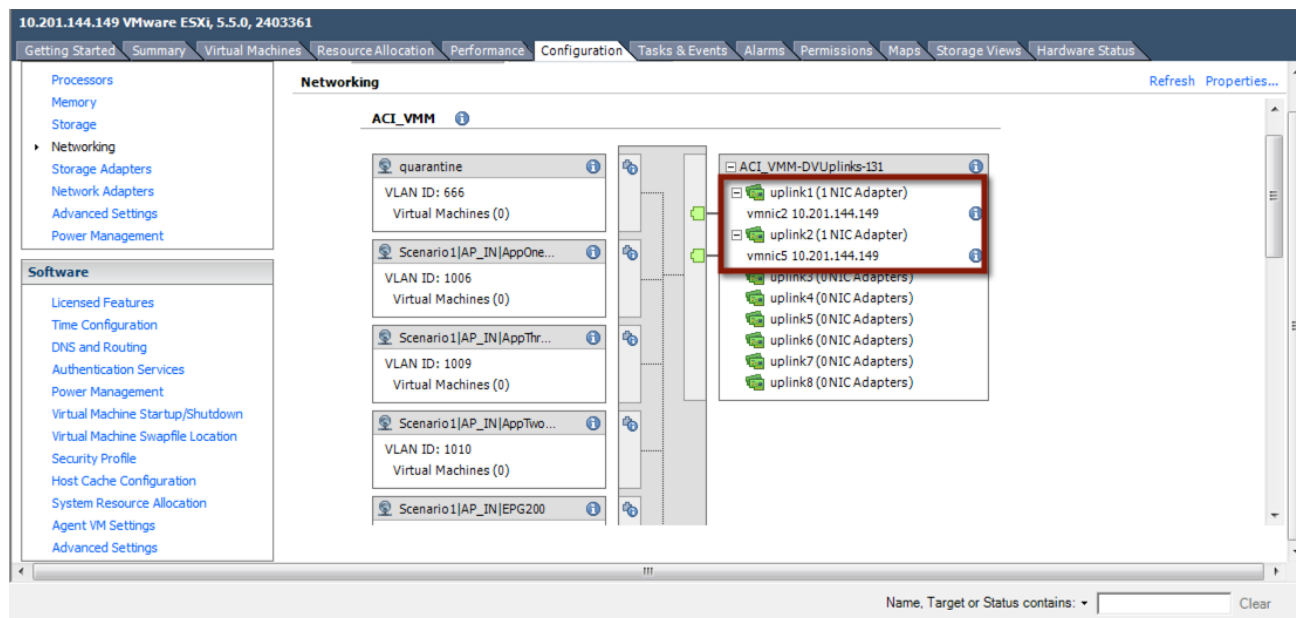 10.201.144.149 VMware ESXi, 5.5.0, 2403361
Getting Started Summary Virtual Machines Resource Allocation Performance Configuration Tasks & Events Alarms Permissions Maps Storage Views Hardware Status
Processors
Memory
Storage
Networking
Storage Adapters
Network Adapters
Advanced Settings
Power Management
Software
Licensed Features
Time Configuration
DNS and Routing
Authentication Services
Power Management
Virtual Machine Startup/Shutdown
Virtual Machine Swapfile Location
Security Profile
Host Cache Configuration
System Resource Allocation
Agent VM Settings
Advanced Settings
Networking
Refresh Properties...
ACI_VMM
quarantine
VLAN ID: 666
Virtual Machines (0)
Scenario1|AP_IN|AppOne...
VLAN ID: 1006
Virtual Machines (0)
Scenario1|AP_IN|AppThr...
VLAN ID: 1009
Virtual Machines (0)
Scenario1|AP_IN|AppTwo...
VLAN ID: 1010
Virtual Machines (0)
Scenario1|AP_IN|EPG200
ACI_VMM-DVUplinks-131
uplink1 (1 NIC Adapter)
vmnic2 10.201.144.149
uplink2 (1 NIC Adapter)
vmnic5 10.201.144.149
uplink3 (0 NIC Adapters)
uplink4 (0 NIC Adapters)
uplink5 (0 NIC Adapters)
uplink6 (0 NIC Adapters)
uplink7 (0 NIC Adapters)
uplink8 (0 NIC Adapters)
Name, Target or Status contains:
Clear